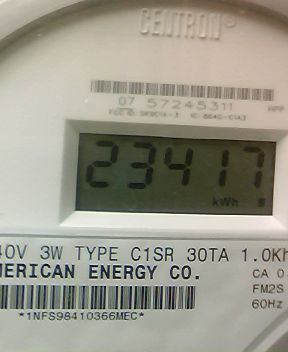 CENTRON®
07 57245311
23417
kWh
40V 3W TYPE C1SR 30TA 1.0Kh
MERICAN ENERGY CO.
CA 0
FM2S
60Hz
*1NFS98410366MEC*